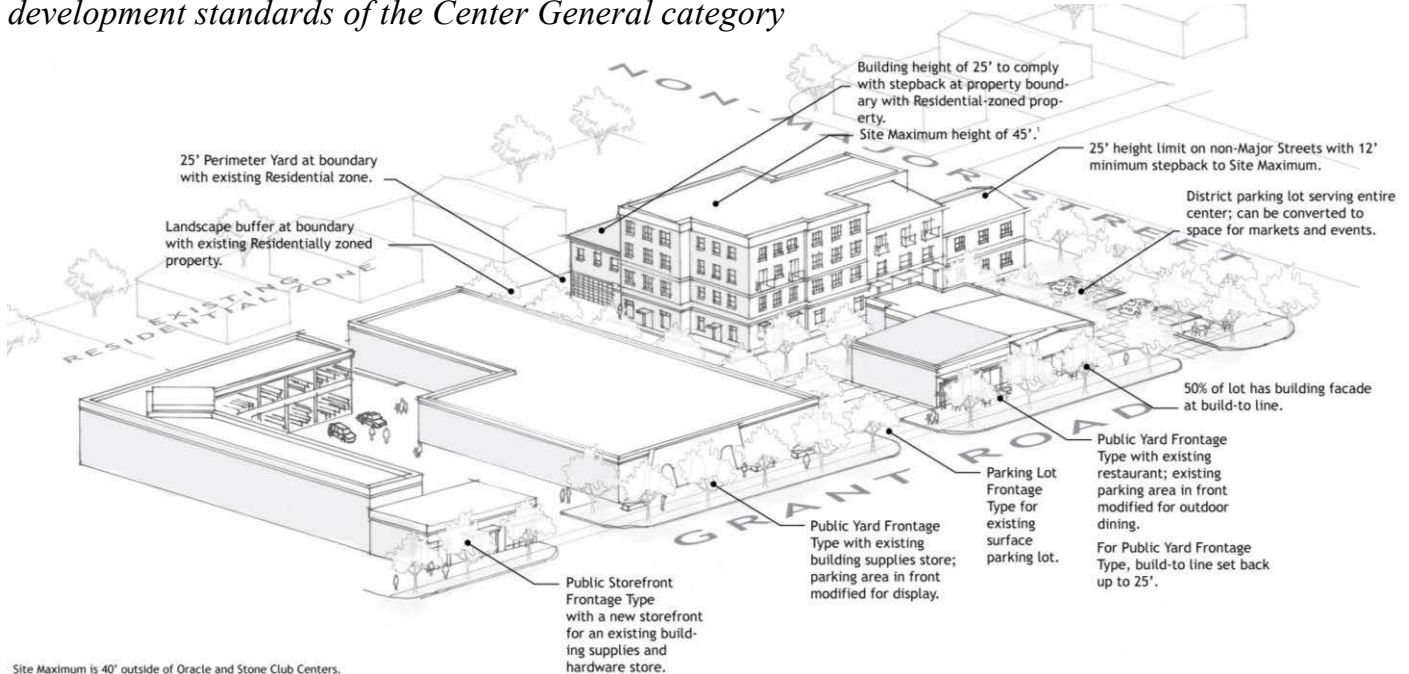 development standards of the Center General category
NON-MAJOR STREET
Building height of 25' to comply
with stepback at property bound-
ary with Residential-zoned prop-
erty.
Site Maximum height of 45'.¹
25' height limit on non-Major Streets with 12'
minimum stepback to Site Maximum.
25' Perimeter Yard at boundary
with existing Residential zone.
District parking lot serving entire
center; can be converted to
space for markets and events.
Landscape buffer at boundary
with existing Residentially zoned
property.
EXISTING
RESIDENTIAL ZONE
50% of lot has building facade
at build-to line.
GRANT ROAD
Public Yard Frontage
Type with existing
restaurant; existing
parking area in front
modified for outdoor
dining.
For Public Yard Frontage
Type, build-to line set back
up to 25'.
Parking Lot
Frontage
Type for
existing
surface
parking lot.
Public Yard Frontage
Type with existing
building supplies store;
parking area in front
modified for display.
Public Storefront
Frontage Type
with a new storefront
for an existing build-
ing supplies and
hardware store.
Site Maximum is 40' outside of Oracle and Stone Club Centers.